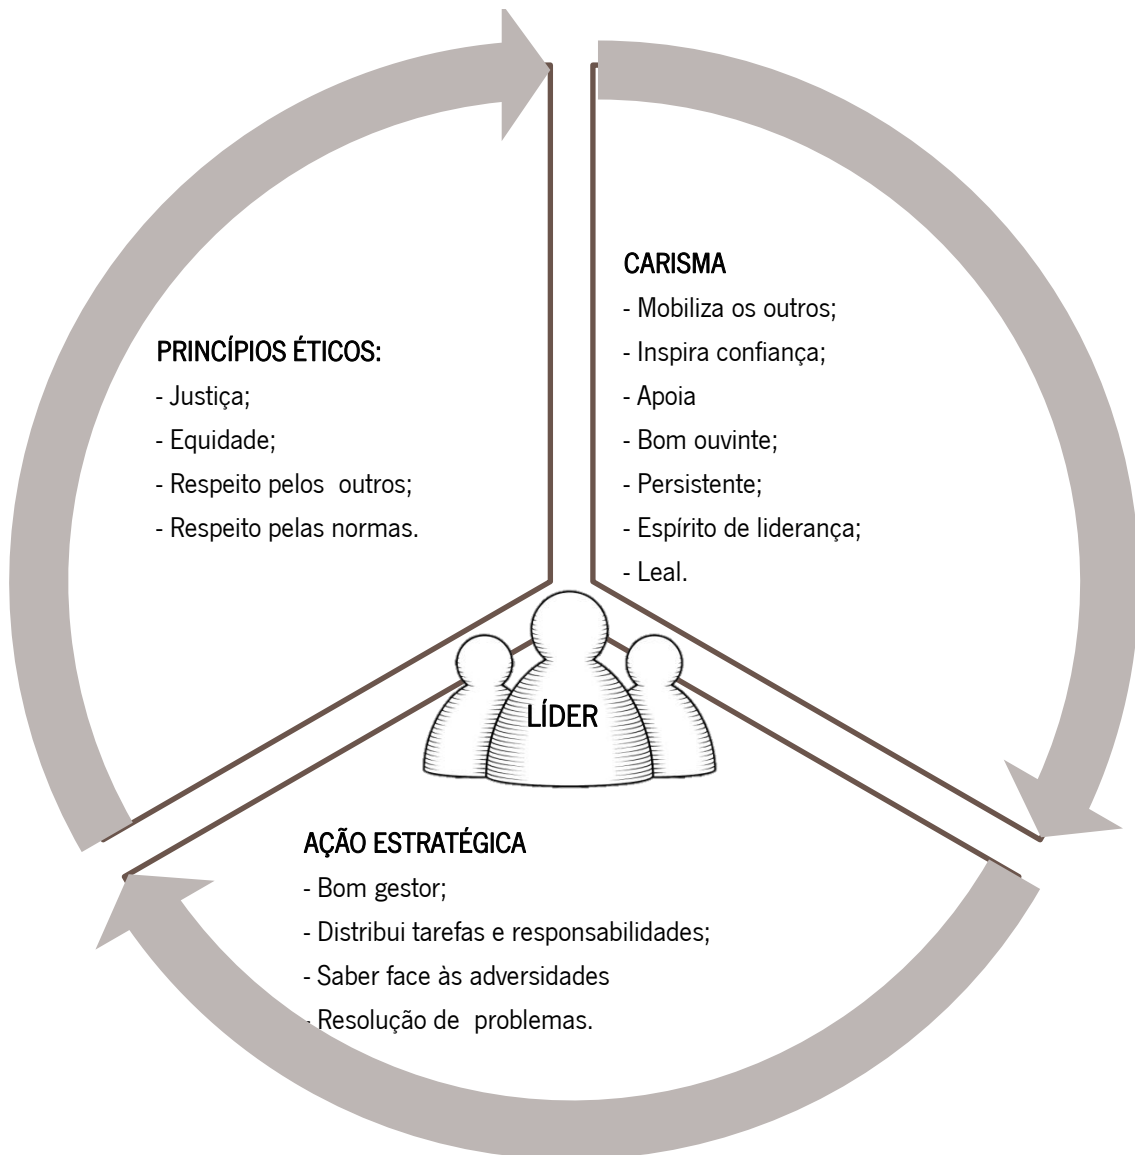 PRINCÍPIOS ÉTICOS:
- Justiça;
- Equidade;
- Respeito pelos  outros;
- Respeito pelas normas.
CARISMA
- Mobiliza os outros;
- Inspira confiança;
- Apoia
- Bom ouvinte;
- Persistente;
- Espírito de liderança;
- Leal.
LÍDER
AÇÃO ESTRATÉGICA
- Bom gestor;
- Distribui tarefas e responsabilidades;
- Saber face às adversidades
- Resolução de  problemas.